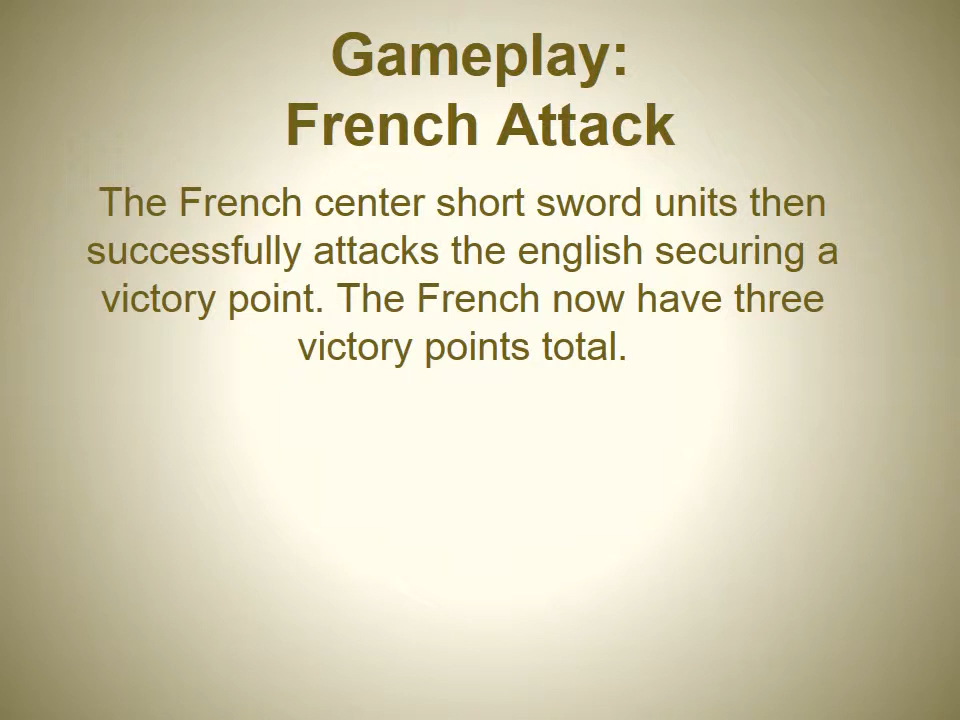 Gameplay:
French Attack
The French center short sword units then
successfully attacks the english securing a
victory point. The French now have three
victory points total.